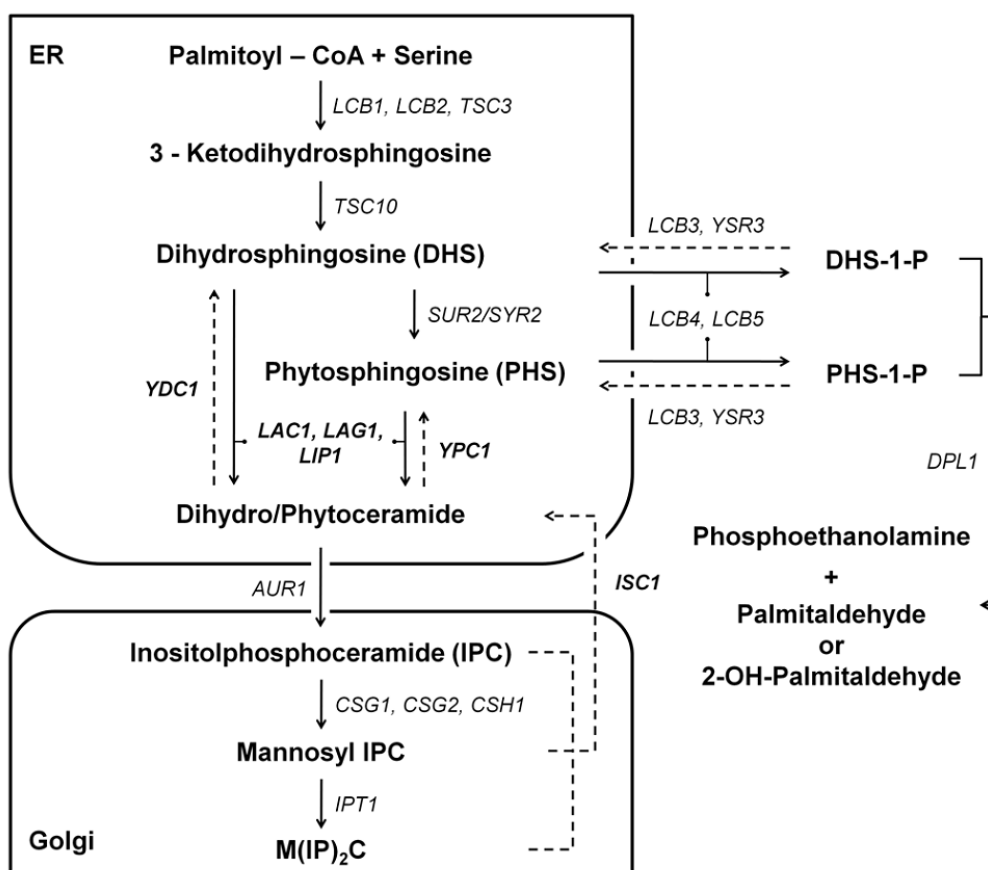 ER
Palmitoyl – CoA + Serine
LCB1, LCB2, TSC3
3 - Ketodihydrosphingosine
TSC10
LCB3, YSR3
Dihydrosphingosine (DHS)
DHS-1-P
SUR2/SYR2
LCB4, LCB5
Phytosphingosine (PHS)
PHS-1-P
YDC1
LCB3, YSR3
LAC1, LAG1,
LIP1
YPC1
DPL1
Dihydro/Phytoceramide
Phosphoethanolamine
+
Palmitaldehyde
or
2-OH-Palmitaldehyde
AUR1
ISC1
Inositolphosphoceramide (IPC)
CSG1, CSG2, CSH1
Mannosyl IPC
IPT1
Golgi
M(IP)₂C